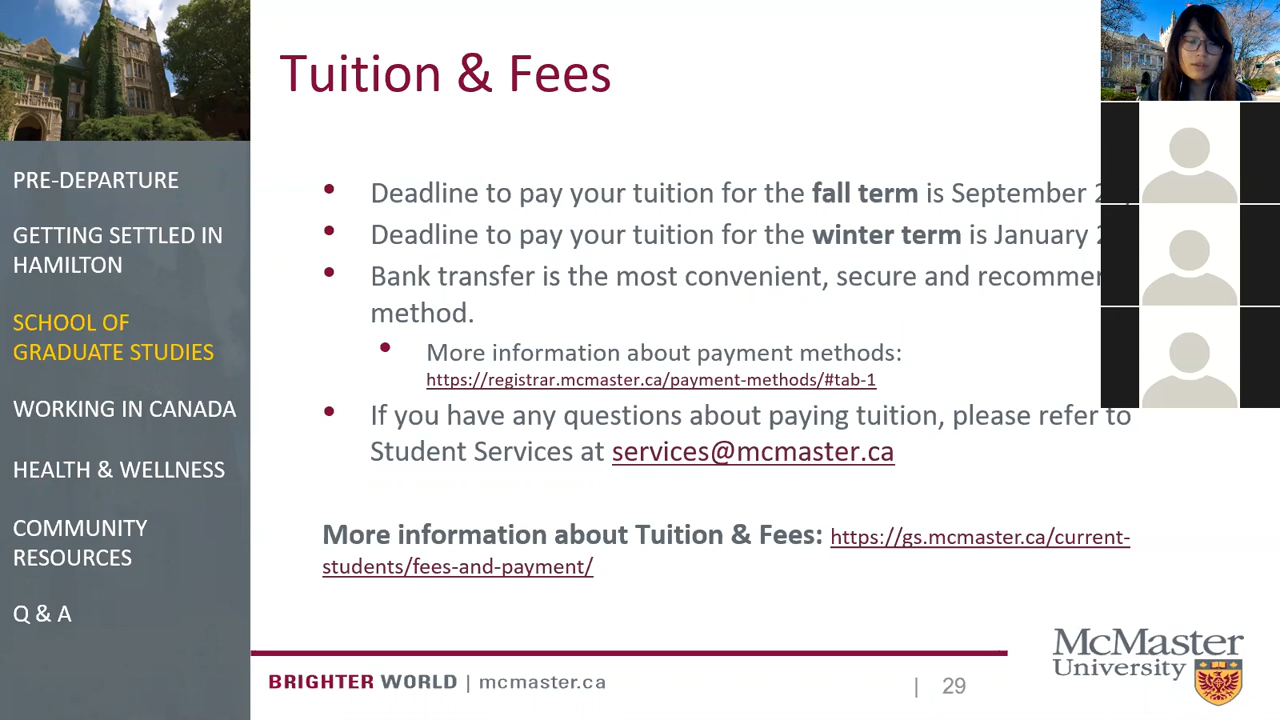 Tuition & Fees
PRE-DEPARTURE
GETTING SETTLED IN
HAMILTON
SCHOOL OF
GRADUATE STUDIES
WORKING IN CANADA
HEALTH & WELLNESS
COMMUNITY
RESOURCES
Q & A
• Deadline to pay your tuition for the fall term is September
• Deadline to pay your tuition for the winter term is January
• Bank transfer is the most convenient, secure and
method.
• More information about payment methods:
https://registrar.mcmaster.ca/payment-methods/#tab-1
• If you have any questions about paying tuition, please refer to
Student Services at services@mcmaster.ca
More information about Tuition & Fees: https://gs.mcmaster.ca/current-
students/fees-and-payment/
BRIGHTER WORLD | mcmaster.ca
| 29
McMaster
University